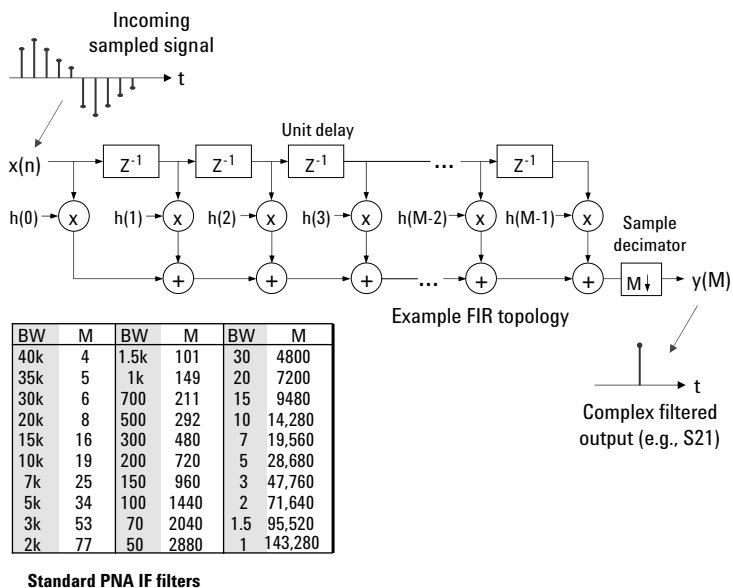 Incoming
sampled signal
t
Unit delay
x(n) Z-1 Z-1 Z-1 ... Z-1
h(0) x h(1) x h(2) x h(3) x h(M-2) x h(M-1) x
Sample
decimator
+ + + ... + + M↓ y(M)
Example FIR topology
t
Complex filtered
output (e.g., S21)
BW M BW M BW M
40k 4 1.5k 101 30 4800
35k 5 1k 149 20 7200
30k 6 700 211 15 9480
20k 8 500 292 10 14,280
15k 16 300 480 7 19,560
10k 19 200 720 5 28,680
7k 25 150 960 3 47,760
5k 34 100 1440 2 71,640
3k 53 70 2040 1.5 95,520
2k 77 50 2880 1 143,280
Standard PNA IF filters